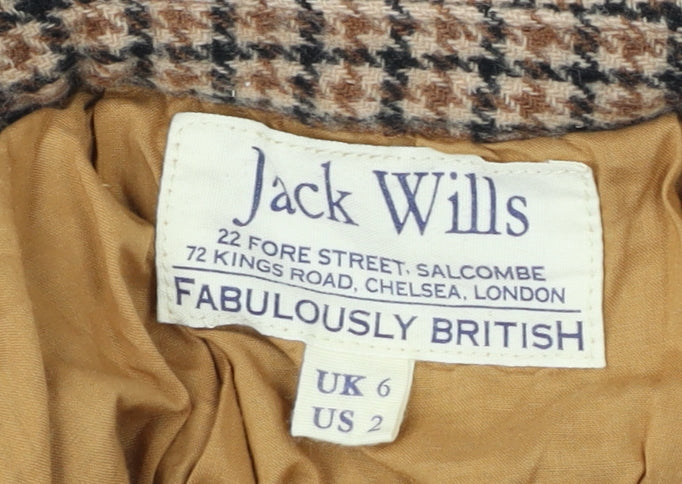 Jack Wills
22 FORE STREET, SALCOMBE
72 KINGS ROAD, CHELSEA, LONDON
FABULOUSLY BRITISH
UK 6
US 2